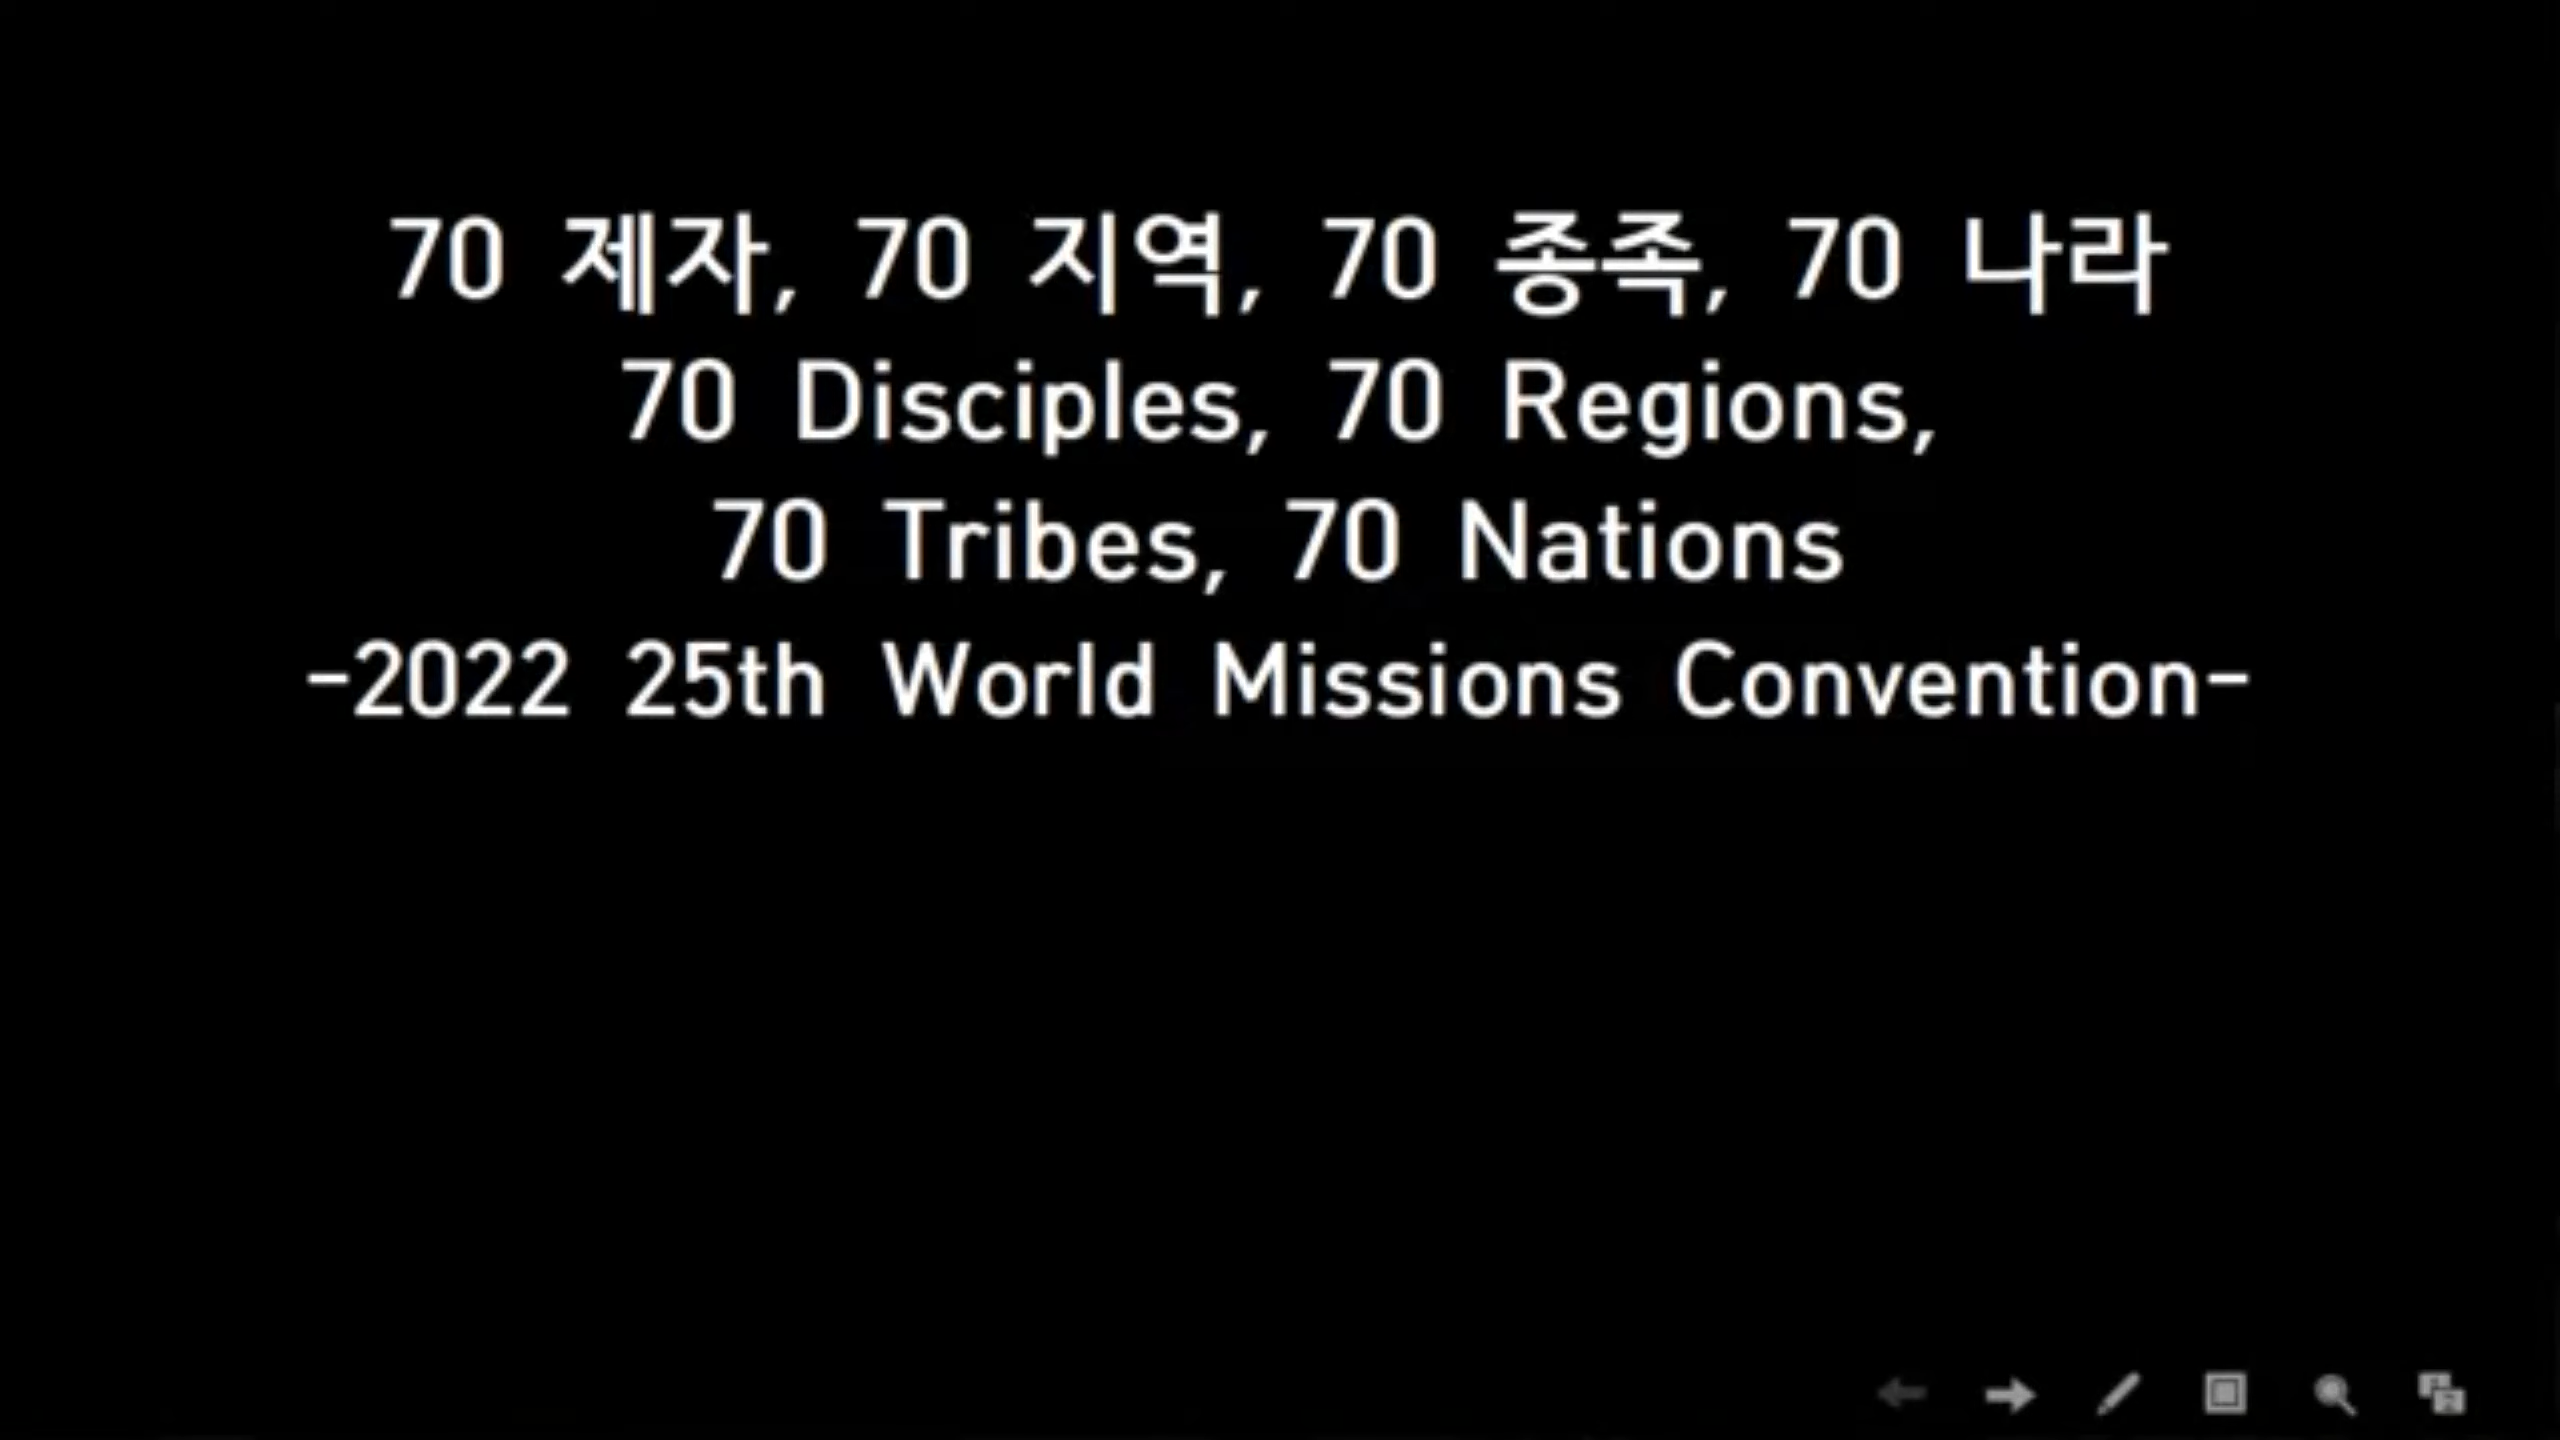 70 제자, 70 지역, 70 종족, 70 나라
70 Disciples, 70 Regions,
70 Tribes, 70 Nations
-2022 25th World Missions Convention-